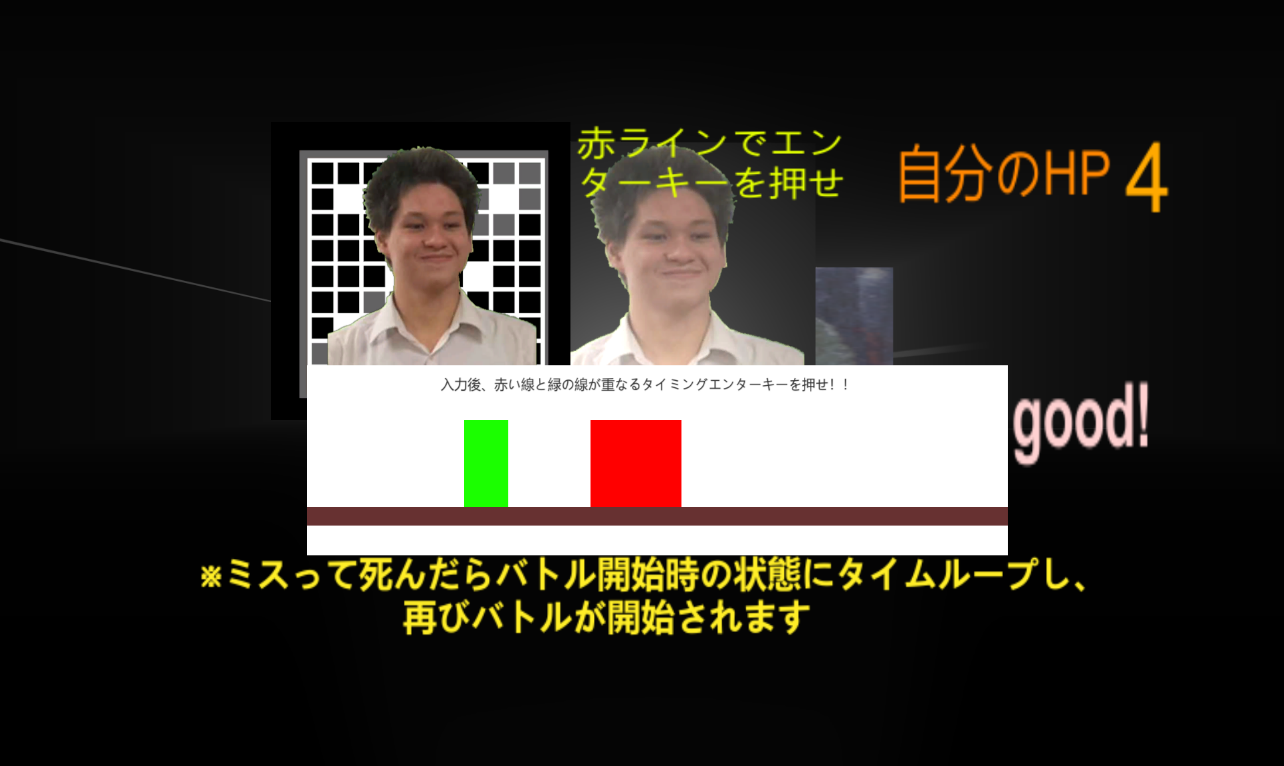 赤ラインでエン
ターキーを押せ
自分のHP 4
入力後、赤い線と緑の線が重なるタイミングエンターキーを押せ！！
good!
※ミスって死んだらバトル開始時の状態にタイムループし、
再びバトルが開始されます